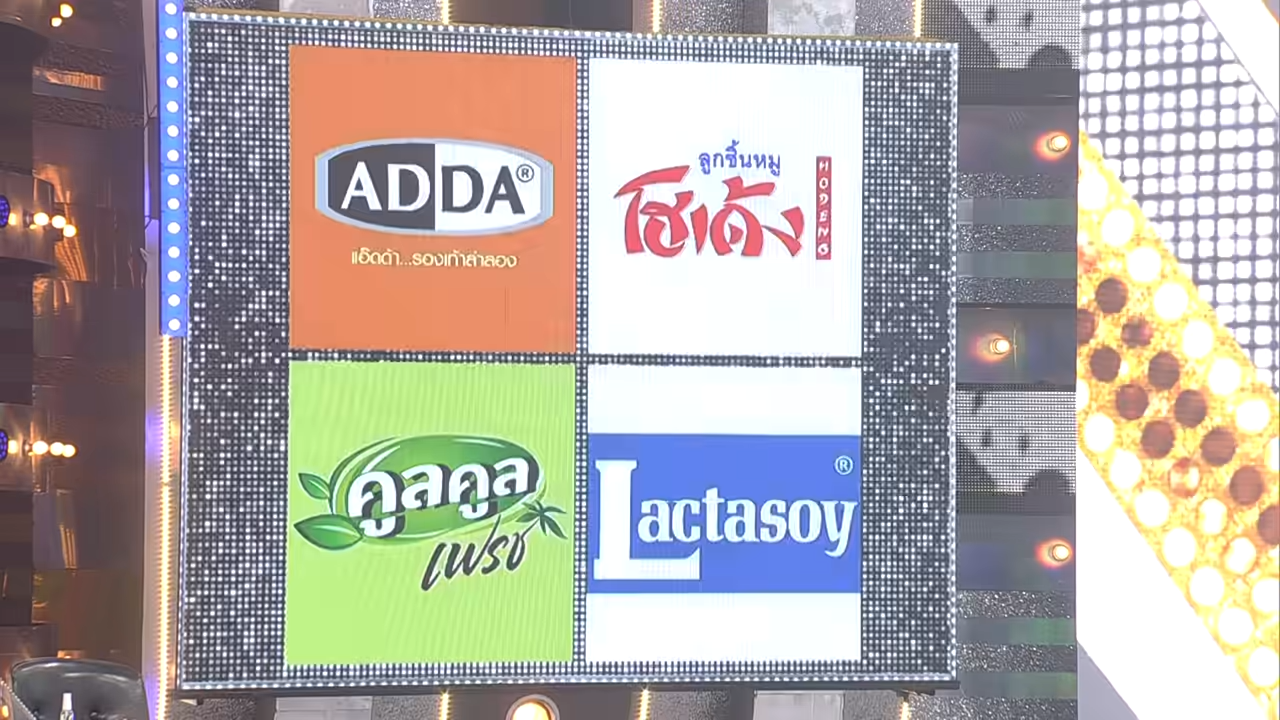 ADDA®
แอ๊ดด้า...รองเท้าลำลอง
ลูกชิ้นหมู
โฮเด้ง
HODENG
คูลคูล
เฟรช
Lactasoy®